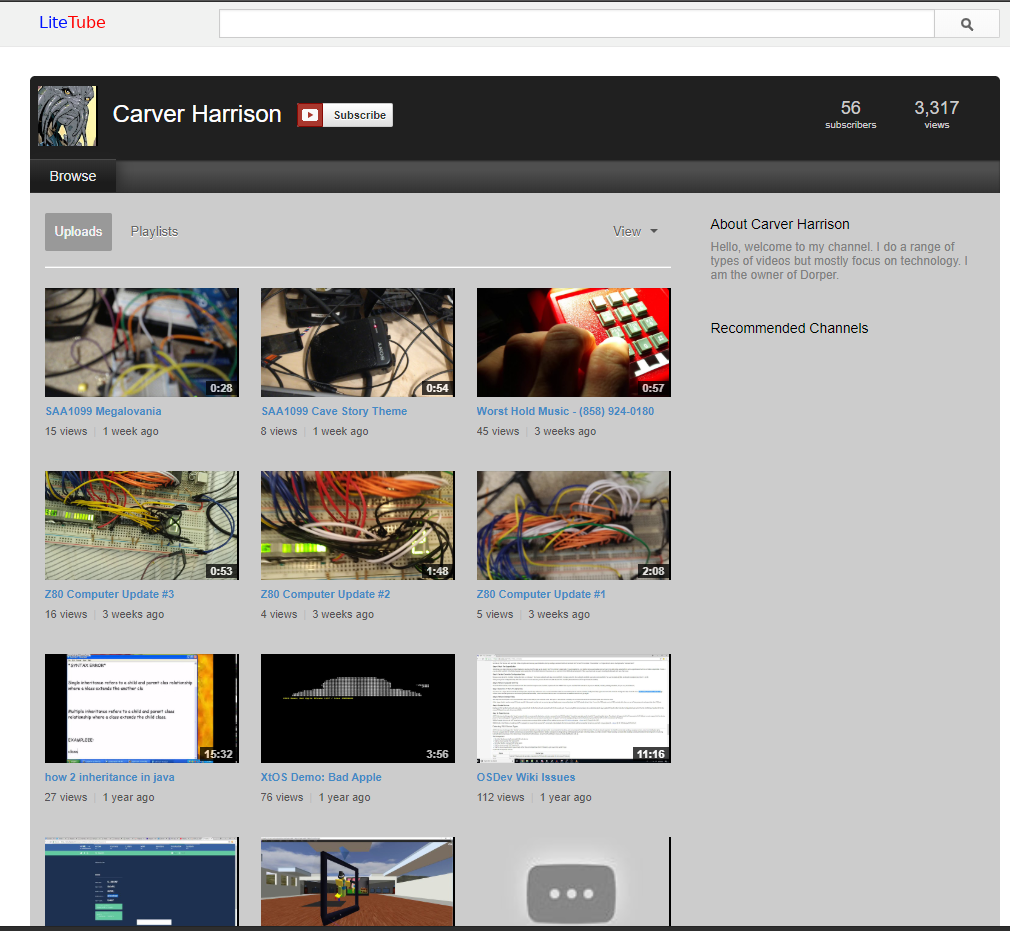 LiteTube
Carver Harrison
Subscribe
56
subscribers
3,317
views
Browse
Uploads
Playlists
View
About Carver Harrison
Hello, welcome to my channel. I do a range of
types of videos but mostly focus on technology. I
am the owner of Dorper.
Recommended Channels
0:28
0:54
0:57
SAA1099 Megalovania
SAA1099 Cave Story Theme
Worst Hold Music - (858) 924-0180
15 views | 1 week ago
8 views | 1 week ago
45 views | 3 weeks ago
0:53
1:48
2:08
Z80 Computer Update #3
Z80 Computer Update #2
Z80 Computer Update #1
16 views | 3 weeks ago
4 views | 3 weeks ago
5 views | 3 weeks ago
*SYNTAX ERROR*
Single inheritance refers to a child and parent clas relationship
where a class extends the another cla
Multiple inheritance refers to a child and parent class
relationship where a class extends the child class.
EXAMPLESS:
15:32
3:56
11:16
how 2 inheritance in java
XtOS Demo: Bad Apple
OSDev Wiki Issues
27 views | 1 year ago
76 views | 1 year ago
112 views | 1 year ago